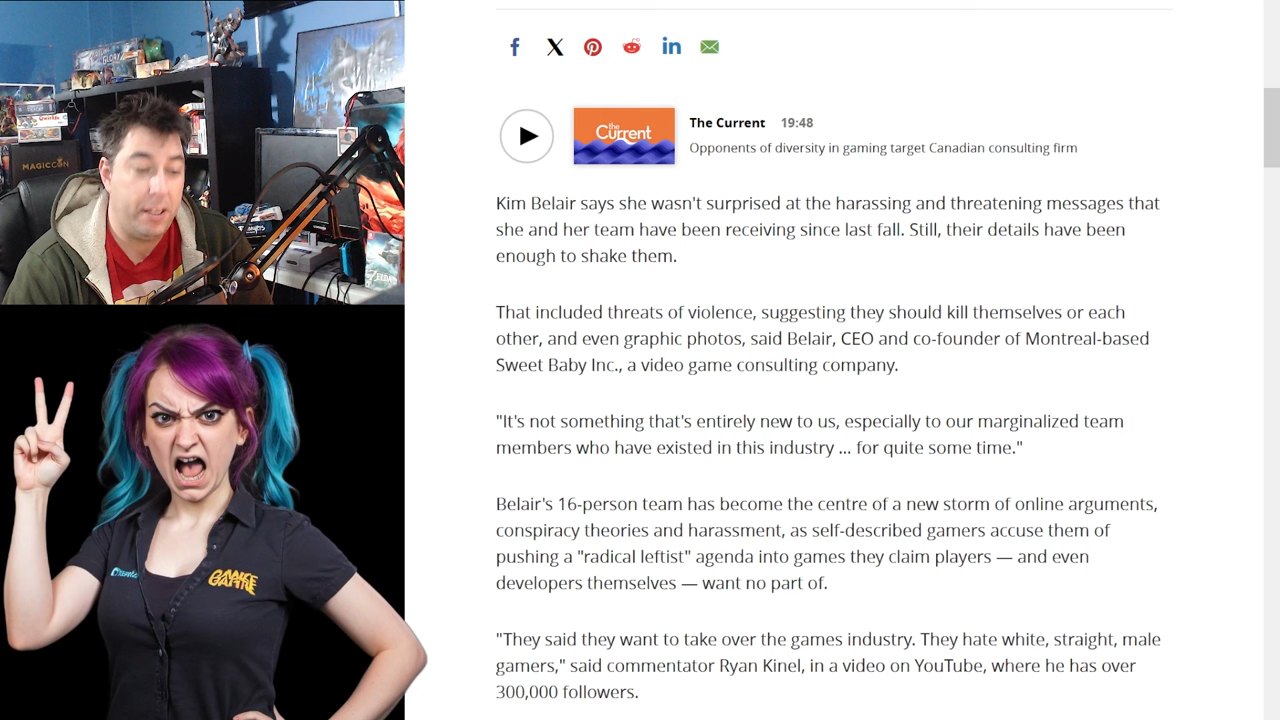 GLORY
Qwirkle
MAGICCON
The Current 19:48
the
Current
Opponents of diversity in gaming target Canadian consulting firm
Kim Belair says she wasn't surprised at the harassing and threatening messages that
she and her team have been receiving since last fall. Still, their details have been
enough to shake them.
That included threats of violence, suggesting they should kill themselves or each
other, and even graphic photos, said Belair, CEO and co-founder of Montreal-based
Sweet Baby Inc., a video game consulting company.
"It's not something that's entirely new to us, especially to our marginalized team
members who have existed in this industry ... for quite some time."
Belair's 16-person team has become the centre of a new storm of online arguments,
conspiracy theories and harassment, as self-described gamers accuse them of
pushing a "radical leftist" agenda into games they claim players — and even
developers themselves — want no part of.
"They said they want to take over the games industry. They hate white, straight, male
gamers," said commentator Ryan Kinel, in a video on YouTube, where he has over
300,000 followers.